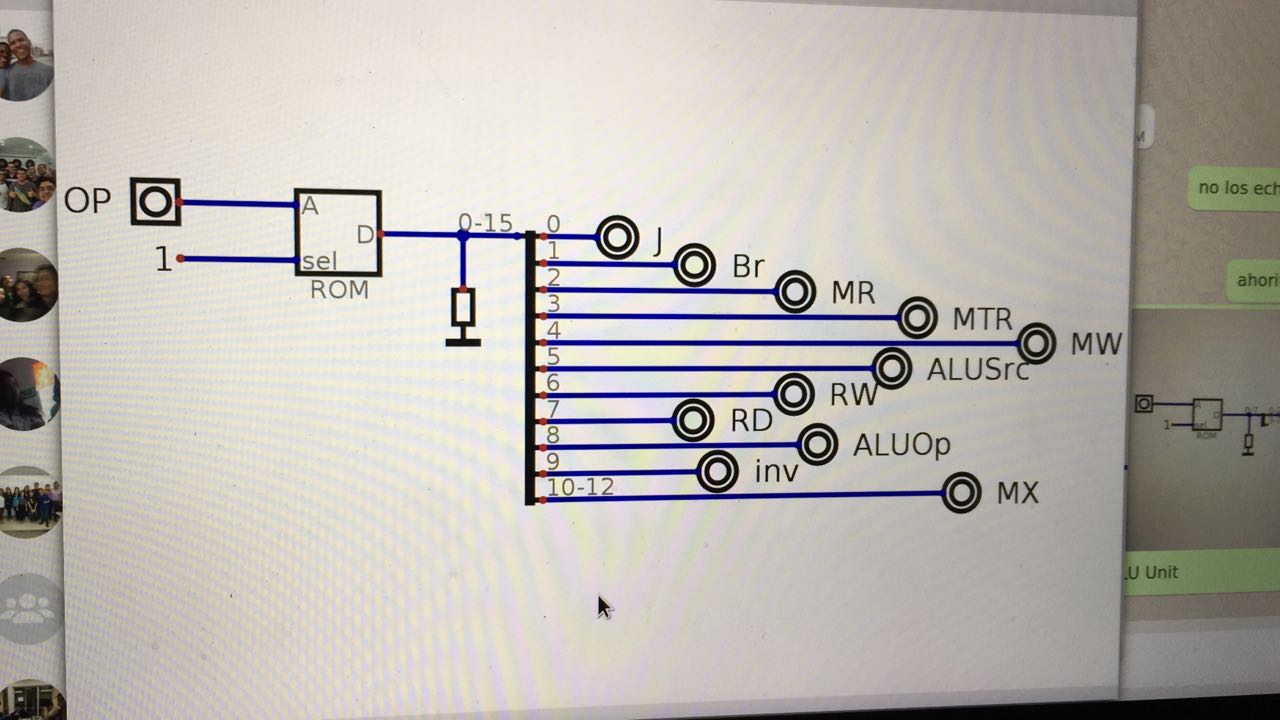 OP
A
D
sel
ROM
1
0-15
0
J
1
Br
2
MR
3
MTR
4
MW
5
ALUSrc
6
RW
7
RD
8
ALUOp
9
inv
10-12
MX
no los ech
ahori
A
D
sel
ROM
1
LU Unit